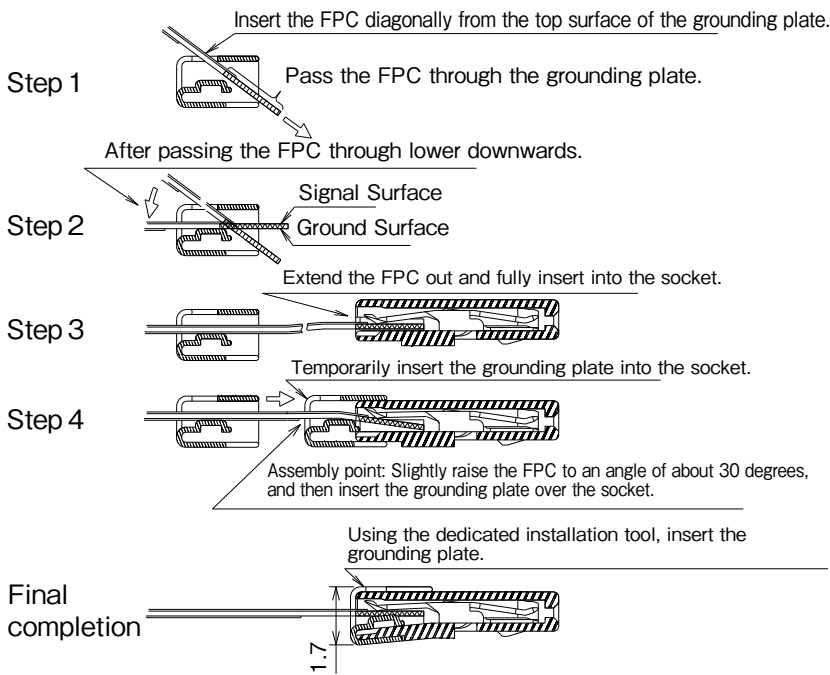 Insert the FPC diagonally from the top surface of the grounding plate.
Step 1
Pass the FPC through the grounding plate.
After passing the FPC through lower downwards.
Signal Surface
Step 2
Ground Surface
Extend the FPC out and fully insert into the socket.
Step 3
Temporarily insert the grounding plate into the socket.
Step 4
Assembly point: Slightly raise the FPC to an angle of about 30 degrees,
and then insert the grounding plate over the socket.
Using the dedicated installation tool, insert the
grounding plate.
Final
completion
1.7